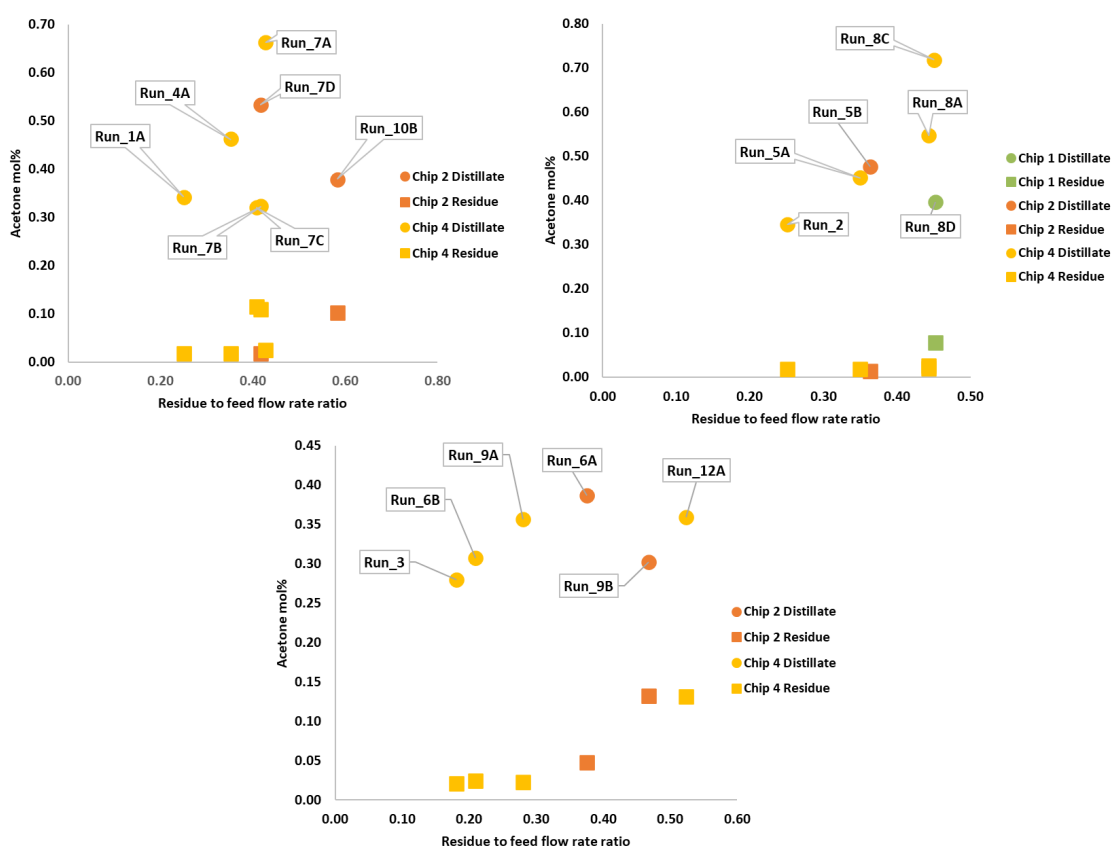 0.70
0.60
0.50
0.40
0.30
0.20
0.10
0.00
Acetone mol%
0.00
0.20
0.40
0.60
0.80
Residue to feed flow rate ratio
Run_7A
Run_7D
Run_4A
Run_10B
Run_1A
Run_7B
Run_7C
Chip 2 Distillate
Chip 2 Residue
Chip 4 Distillate
Chip 4 Residue
0.80
0.70
0.60
0.50
0.40
0.30
0.20
0.10
0.00
Acetone mol%
0.00
0.10
0.20
0.30
0.40
0.50
Residue to feed flow rate ratio
Run_8C
Run_8A
Run_5B
Run_5A
Run_2
Run_8D
Chip 1 Distillate
Chip 1 Residue
Chip 2 Distillate
Chip 2 Residue
Chip 4 Distillate
Chip 4 Residue
0.45
0.40
0.35
0.30
0.25
0.20
0.15
0.10
0.05
0.00
Acetone mol%
0.00
0.10
0.20
0.30
0.40
0.50
0.60
Residue to feed flow rate ratio
Run_9A
Run_6A
Run_12A
Run_6B
Run_3
Run_9B
Chip 2 Distillate
Chip 2 Residue
Chip 4 Distillate
Chip 4 Residue